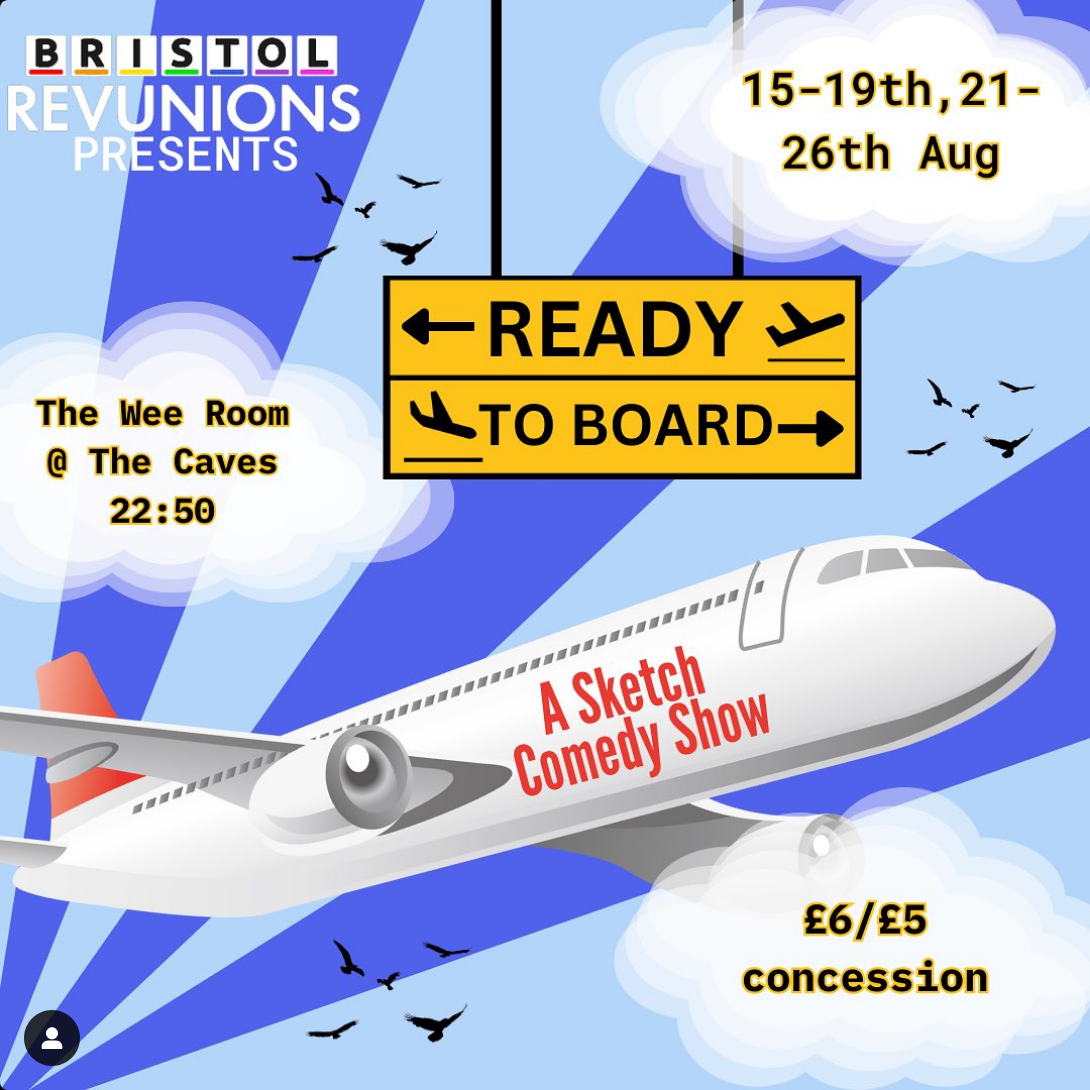 BRISTOL
REVUNIONS
PRESENTS
15-19th,21-
26th Aug
READY
TO BOARD
The Wee Room
@ The Caves
22:50
A Sketch
Comedy Show
£6/£5
concession